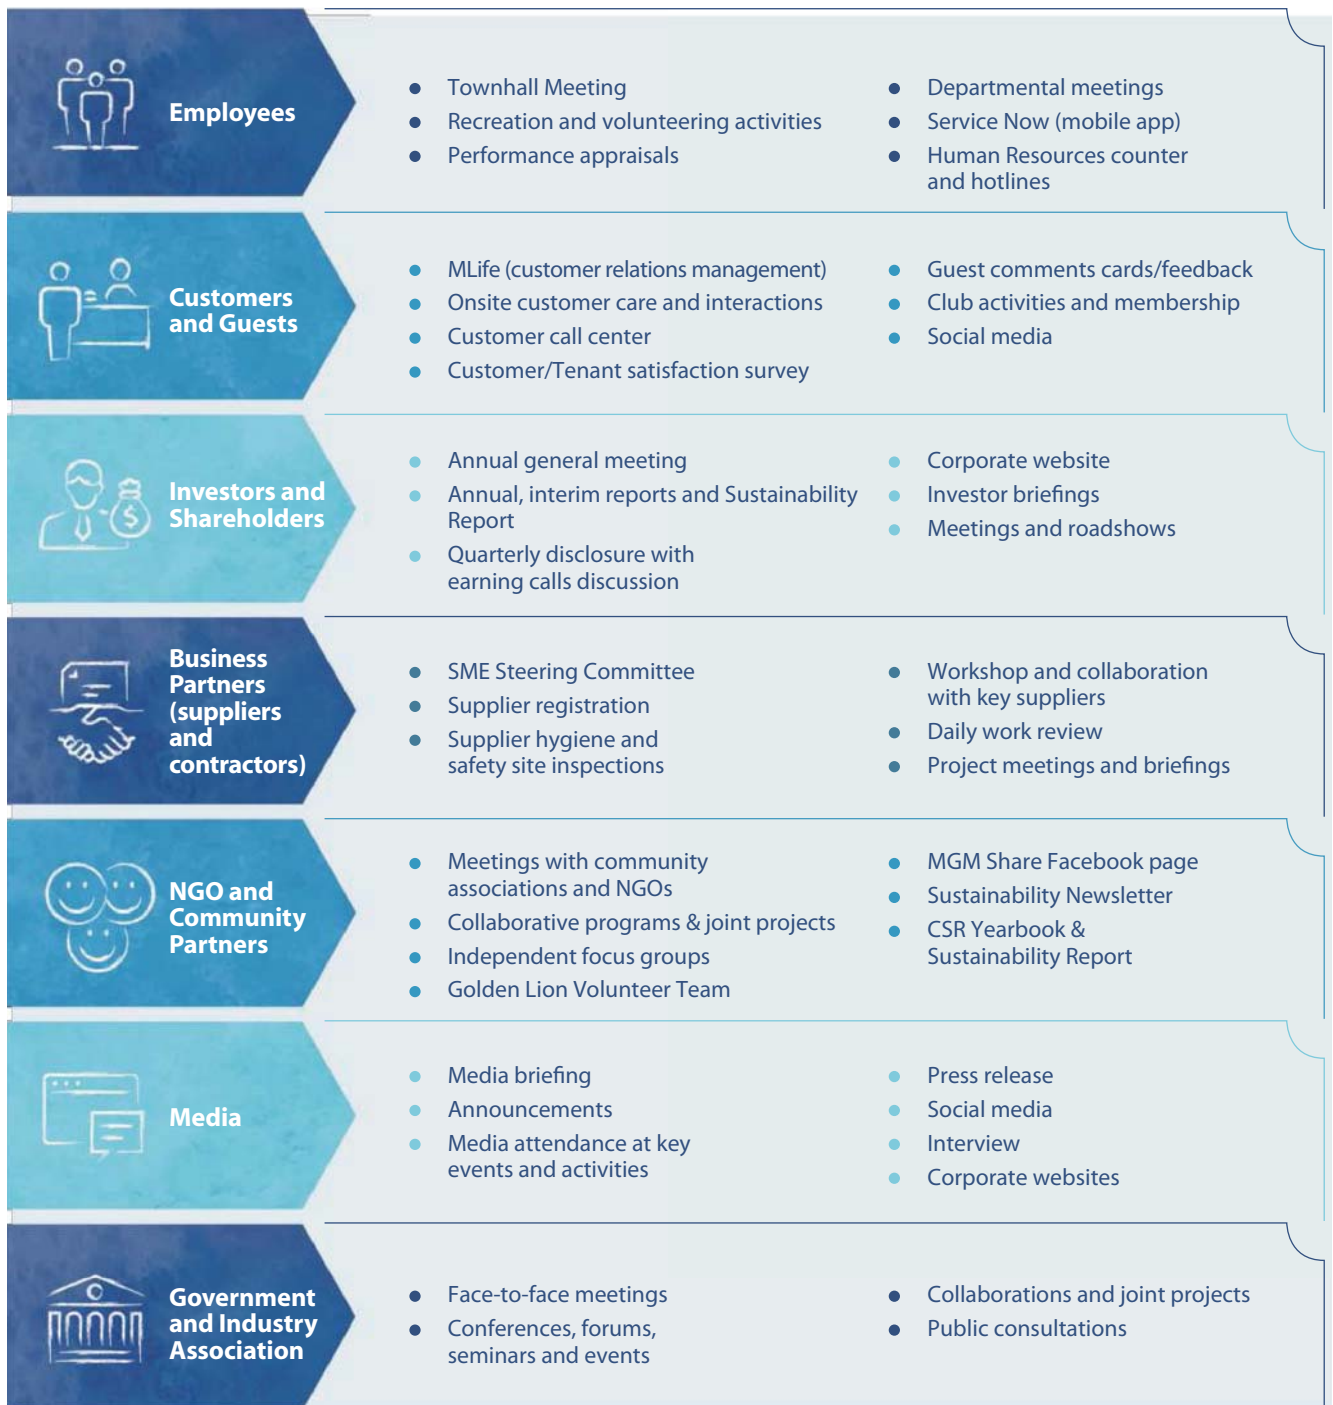 Employees
Townhall Meeting
Recreation and volunteering activities
Performance appraisals
Departmental meetings
Service Now (mobile app)
Human Resources counter
and hotlines
Customers
and Guests
MLife (customer relations management)
Onsite customer care and interactions
Customer call center
Customer/Tenant satisfaction survey
Guest comments cards/feedback
Club activities and membership
Social media
Investors and
Shareholders
Annual general meeting
Annual, interim reports and Sustainability
Report
Quarterly disclosure with
earning calls discussion
Corporate website
Investor briefings
Meetings and roadshows
Business
Partners
(suppliers
and
contractors)
SME Steering Committee
Supplier registration
Supplier hygiene and
safety site inspections
Workshop and collaboration
with key suppliers
Daily work review
Project meetings and briefings
NGO and
Community
Partners
Meetings with community
associations and NGOs
Collaborative programs & joint projects
Independent focus groups
Golden Lion Volunteer Team
MGM Share Facebook page
Sustainability Newsletter
CSR Yearbook &
Sustainability Report
Media
Media briefing
Announcements
Media attendance at key
events and activities
Press release
Social media
Interview
Corporate websites
Government
and Industry
Association
Face-to-face meetings
Conferences, forums,
seminars and events
Collaborations and joint projects
Public consultations